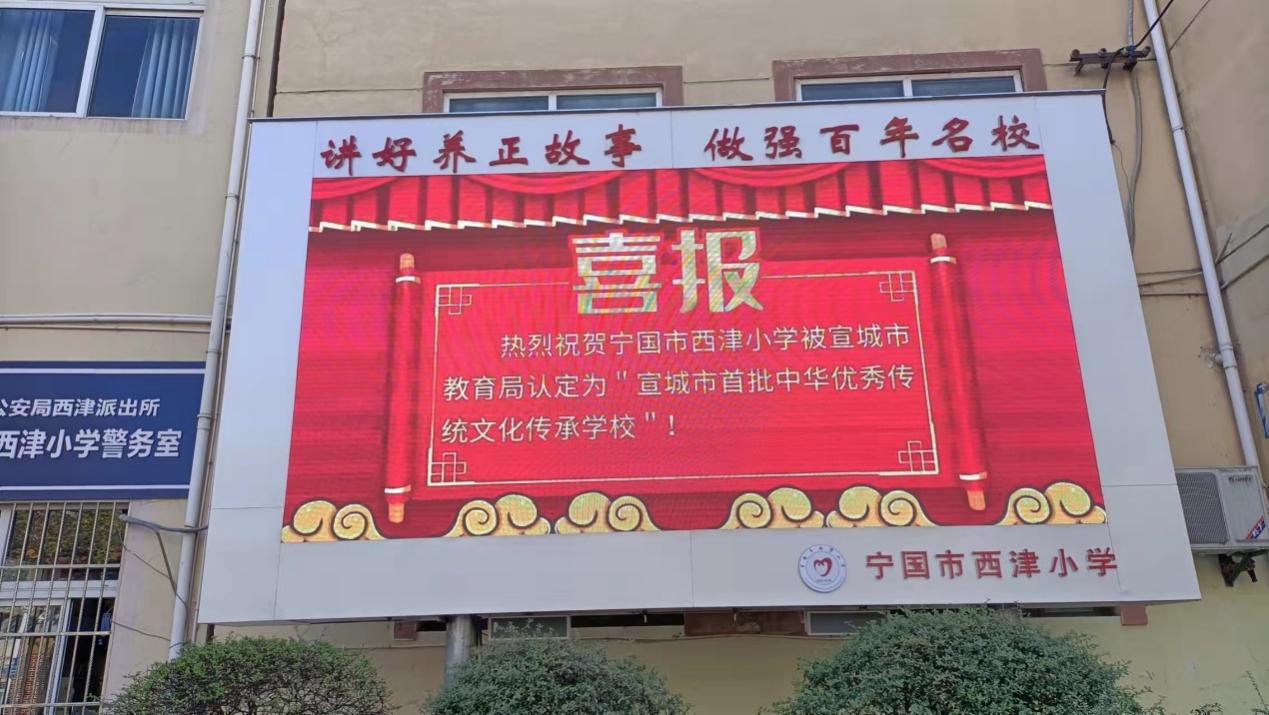 讲好养正故事 做强百年名校
喜报
热烈祝贺宁国市西津小学被宣城市
教育局认定为"宣城市首批中华优秀传
统文化传承学校"！
宁国市西津小学
公安局西津派出所
西津小学警务室